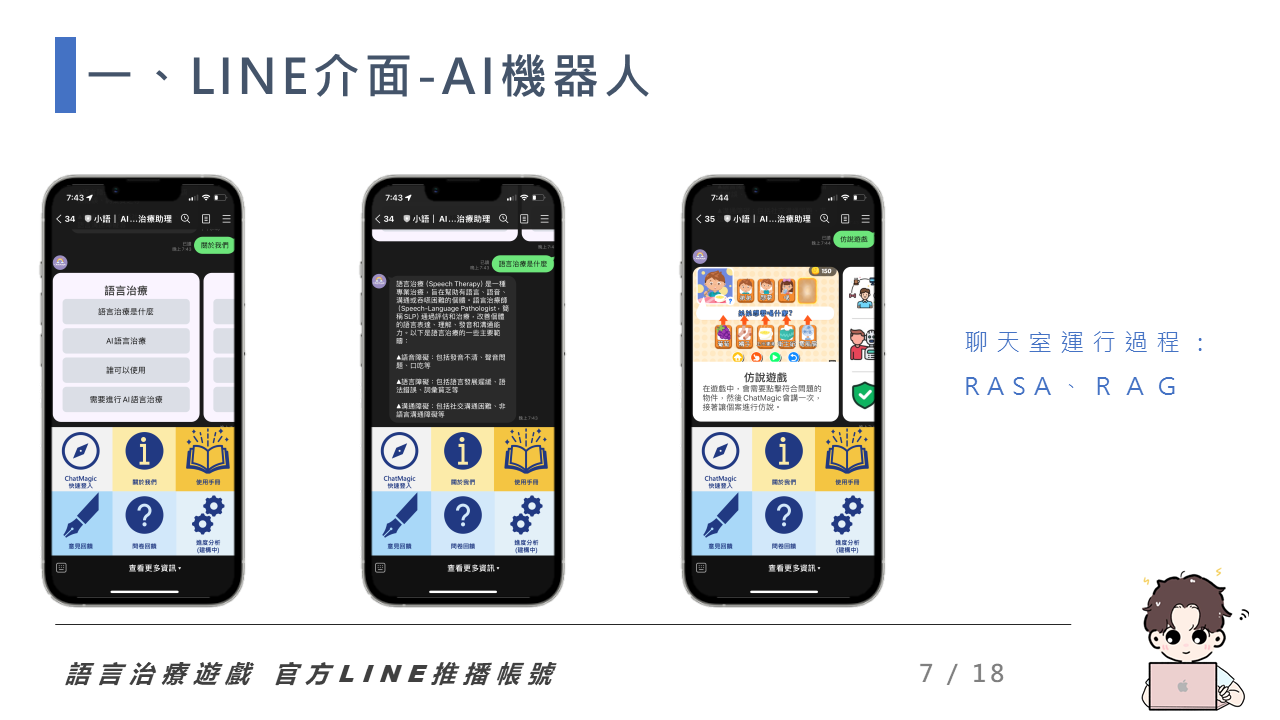 一、LINE介面-AI機器人
7:43
34 小語｜AI...治療助理
已讀
晚上7:43
關於我們
語言治療
語言治療是什麼
AI語言治療
誰可以使用
需要進行AI語言治療
ChatMagic
快速登入
關於我們
使用手冊
意見回饋
問卷回饋
進度分析
(建構中)
查看更多資訊
7:43
34 小語｜AI...治療助理
已讀
晚上7:43
語言治療是什麼
語言治療 (Speech Therapy) 是一種
專業治療，旨在幫助有語言、語音、
溝通或吞嚥困難的個體。語言治療師
(Speech-Language Pathologist，簡
稱SLP) 通過評估和治療，改善個體
的語言表達、理解、發音和溝通能
力。以下是語言治療的一些主要範
疇：
▲語音障礙：包括發音不清、聲音問
題、口吃等
▲語言障礙：包括語言發展遲緩、語
法錯誤、詞彙貧乏等
▲溝通障礙：包括社交溝通困難、非
語言溝通障礙等
晚上7:43
ChatMagic
快速登入
關於我們
使用手冊
意見回饋
問卷回饋
進度分析
(建構中)
查看更多資訊
7:44
35 小語｜AI...治療助理
已讀
晚上7:44
仿說遊戲
150
仿說遊戲
在遊戲中，會需要點擊符合問題的
物件，然後 ChatMagic 會講一次，
接著讓個案進行仿說。
ChatMagic
快速登入
關於我們
使用手冊
意見回饋
問卷回饋
進度分析
(建構中)
查看更多資訊
聊天室運行過程：
RASA、RAG
語言治療遊戲 官方LINE推播帳號
7 / 18